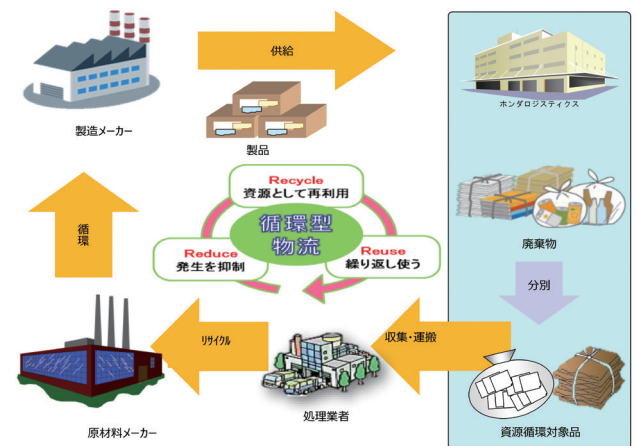 供給
製造メーカー
製品
ホンダロジスティクス
Recycle
資源として再利用
循環型
物流
Reduce
発生を抑制
Reuse
繰り返し使う
循環
廃棄物
分別
リサイクル
収集・運搬
処理業者
原材料メーカー
資源循環対象品